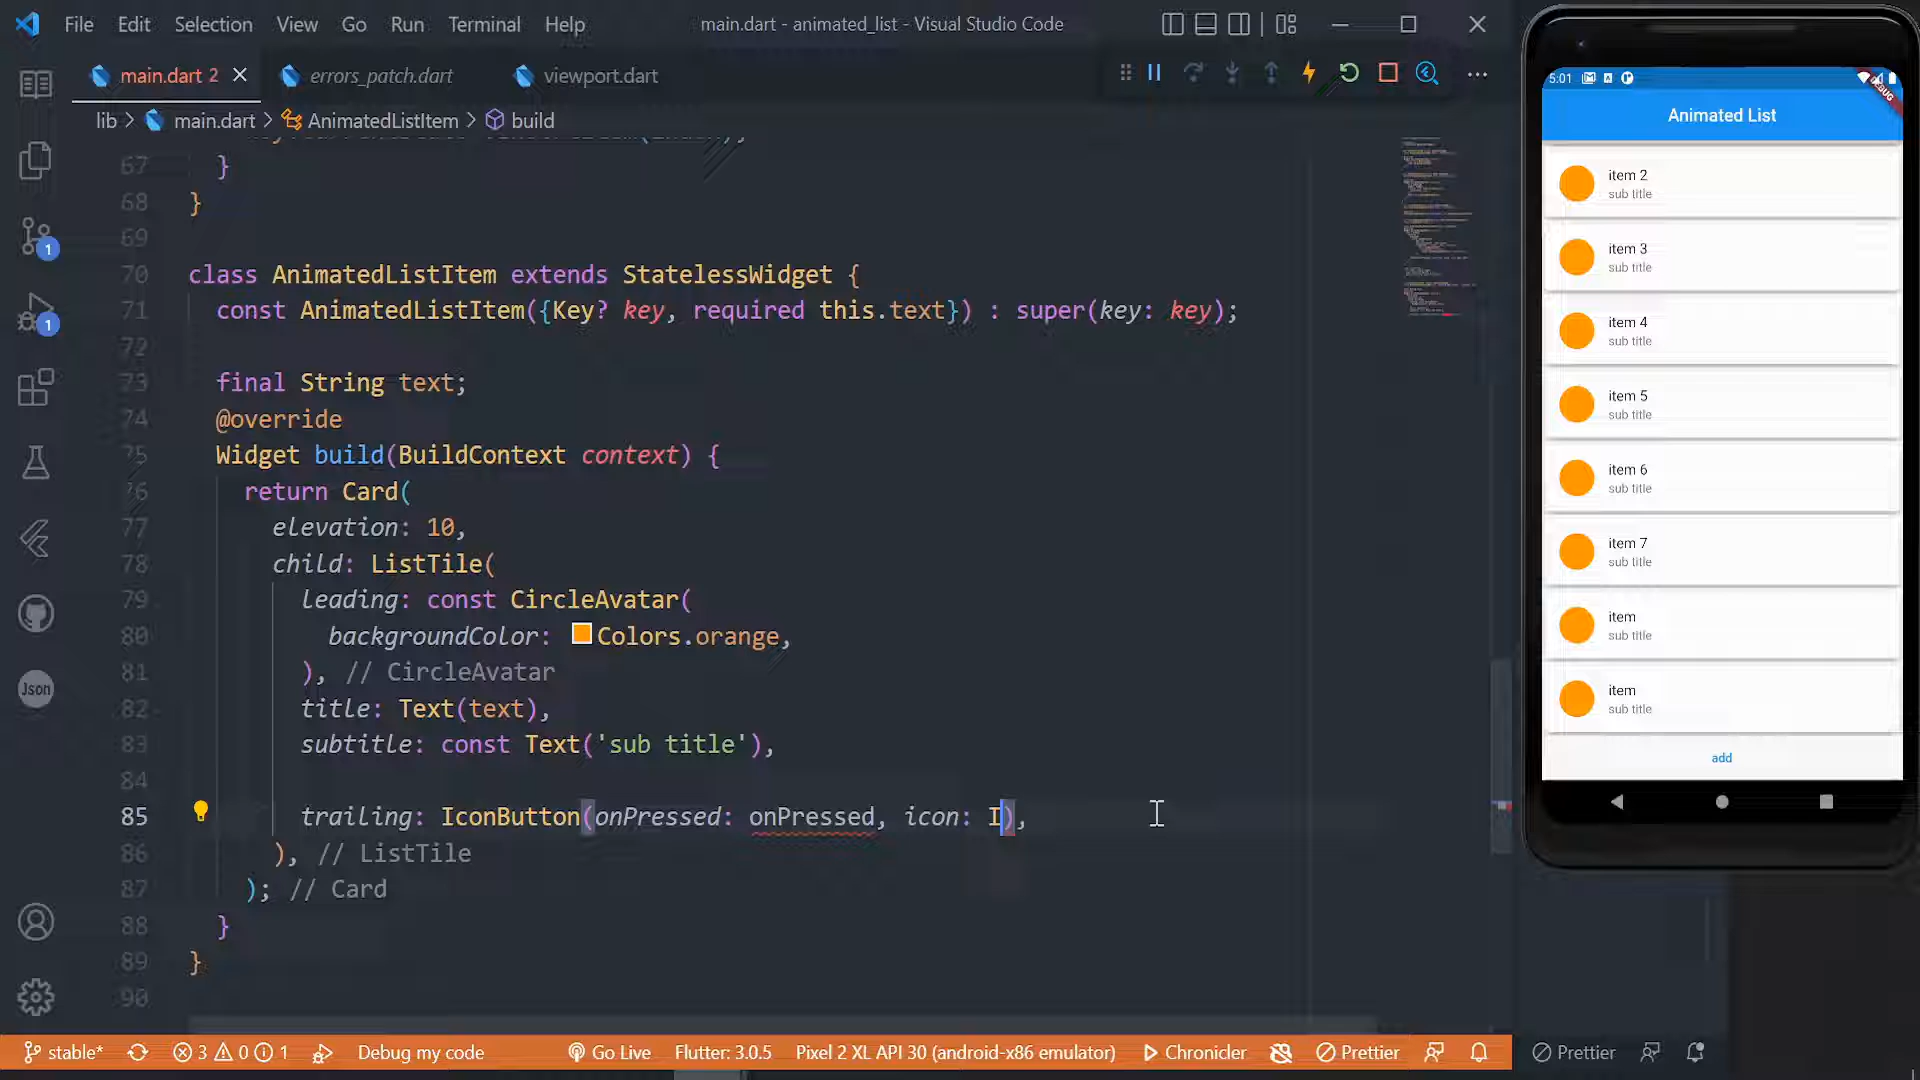 File Edit Selection View Go Run Terminal Help
main.dart - animated_list - Visual Studio Code
main.dart 2
errors_patch.dart
viewport.dart
lib > main.dart > AnimatedListItem > build
67 }
68 }
69
70 class AnimatedListItem extends StatelessWidget {
71 const AnimatedListItem({Key? key, required this.text}) : super(key: key);
72
73 final String text;
74 @override
75 Widget build(BuildContext context) {
76 return Card(
77 elevation: 10,
78 child: ListTile(
79 leading: const CircleAvatar(
80 backgroundColor: Colors.orange,
81 ), // CircleAvatar
82 title: Text(text),
83 subtitle: const Text('sub title'),
84
85 trailing: IconButton(onPressed: onPressed, icon: I),
86 ), // ListTile
87 ); // Card
88 }
89 }
90
1
1
Json
stable* 3 0 1 Debug my code Go Live Flutter: 3.0.5 Pixel 2 XL API 30 (android-x86 emulator) Chronicler Prettier
Prettier
5:01
DEBUG
Animated List
item 2
sub title
item 3
sub title
item 4
sub title
item 5
sub title
item 6
sub title
item 7
sub title
item
sub title
item
sub title
add